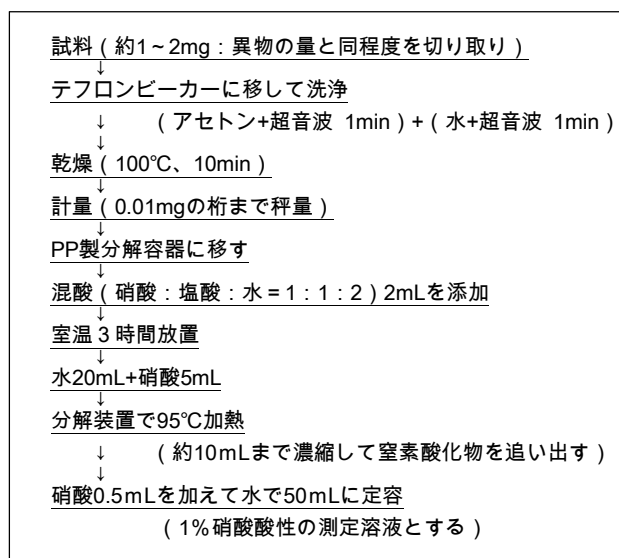 試料(約1~2mg:異物の量と同程度を切り取り)
↓
テフロンビーカーに移して洗浄
↓ (アセトン+超音波 1min)+(水+超音波 1min)
↓
乾燥(100℃、10min)
↓
計量(0.01mgの桁まで秤量)
↓
PP製分解容器に移す
↓
混酸(硝酸:塩酸:水=1:1:2)2mLを添加
↓
室温3時間放置
↓
水20mL+硝酸5mL
↓
分解装置で95℃加熱
↓ (約10mLまで濃縮して窒素酸化物を追い出す)
↓
硝酸0.5mLを加えて水で50mLに定容
(1%硝酸酸性の測定溶液とする)